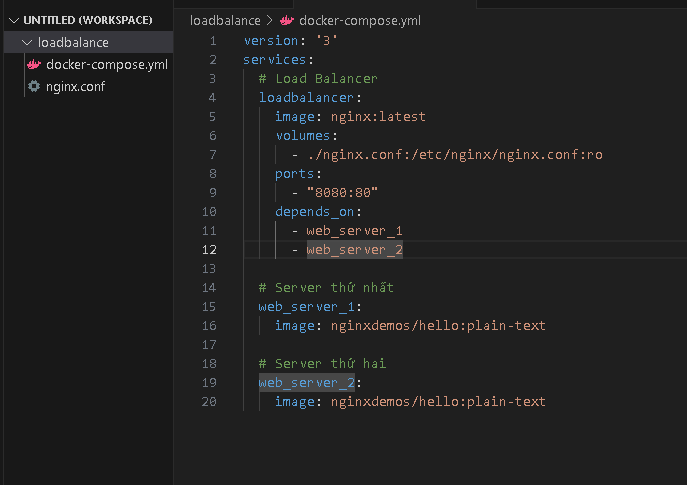 UNTITLED (WORKSPACE)
loadbalance
docker-compose.yml
nginx.conf
loadbalance > docker-compose.yml
1 version: '3'
2 services:
3 # Load Balancer
4 loadbalancer:
5 image: nginx:latest
6 volumes:
7 - ./nginx.conf:/etc/nginx/nginx.conf:ro
8 ports:
9 - "8080:80"
10 depends_on:
11 - web_server_1
12 - web_server_2
13
14 # Server thứ nhất
15 web_server_1:
16 image: nginxdemos/hello:plain-text
17
18 # Server thứ hai
19 web_server_2:
20 image: nginxdemos/hello:plain-text